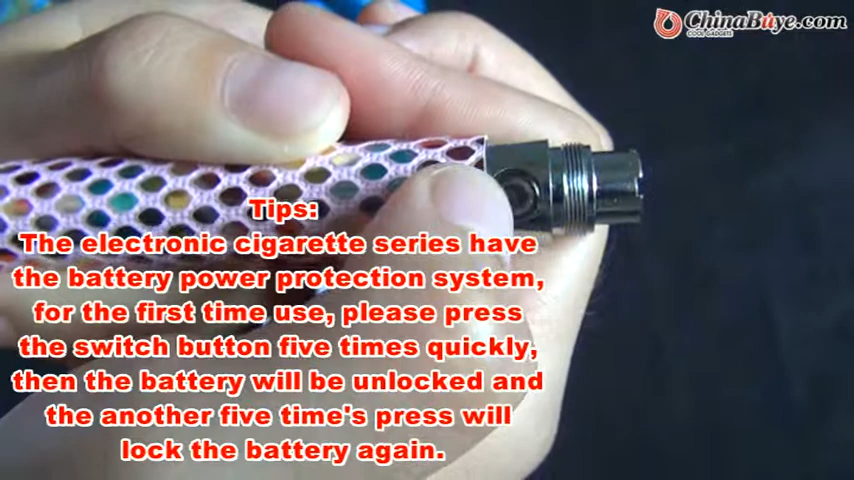 ChinaBuye.com
COOL GADGETS
Tips:
The electronic cigarette series have
the battery power protection system,
for the first time use, please press
the switch button five times quickly,
then the battery will be unlocked and
the another five time's press will
lock the battery again.